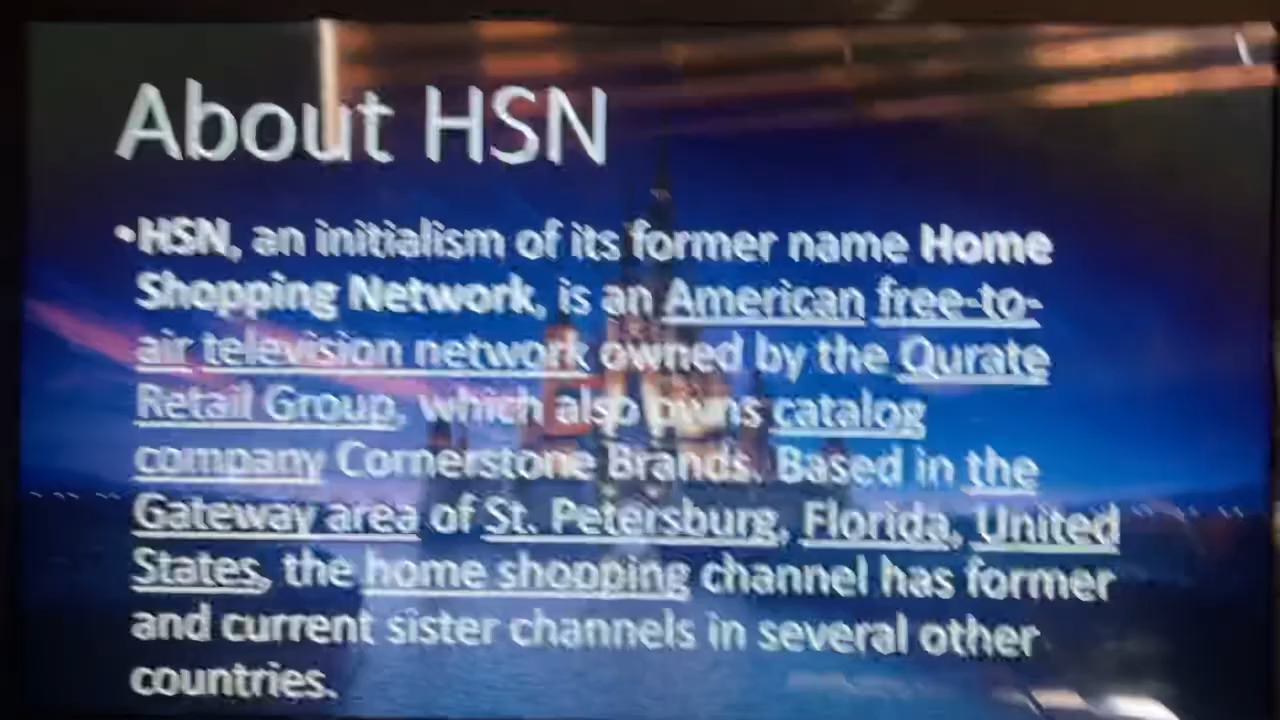 About HSN
•HSN, an initialism of its former name Home
Shopping Network, is an American free-to-
air television network owned by the Qurate
Retail Group, which also owns catalog
company Cornerstone Brands. Based in the
Gateway area of St. Petersburg, Florida, United
States, the home shopping channel has former
and current sister channels in several other
countries.